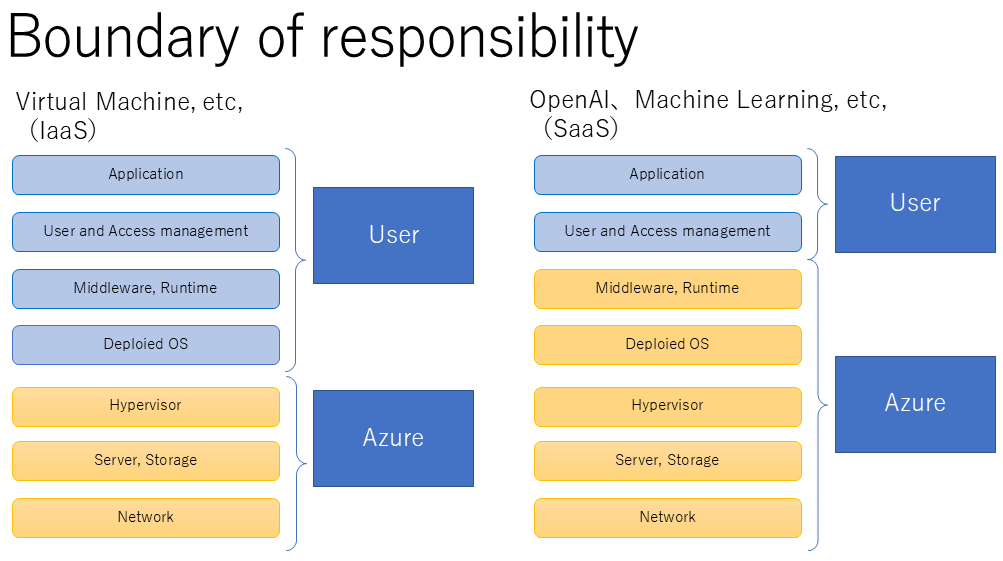 Boundary of responsibility
Virtual Machine, etc,
（IaaS）
Application
User and Access management
Middleware, Runtime
Deploied OS
Hypervisor
Server, Storage
Network
User
Azure
OpenAI、Machine Learning, etc,
（SaaS）
Application
User and Access management
Middleware, Runtime
Deploied OS
Hypervisor
Server, Storage
Network
User
Azure